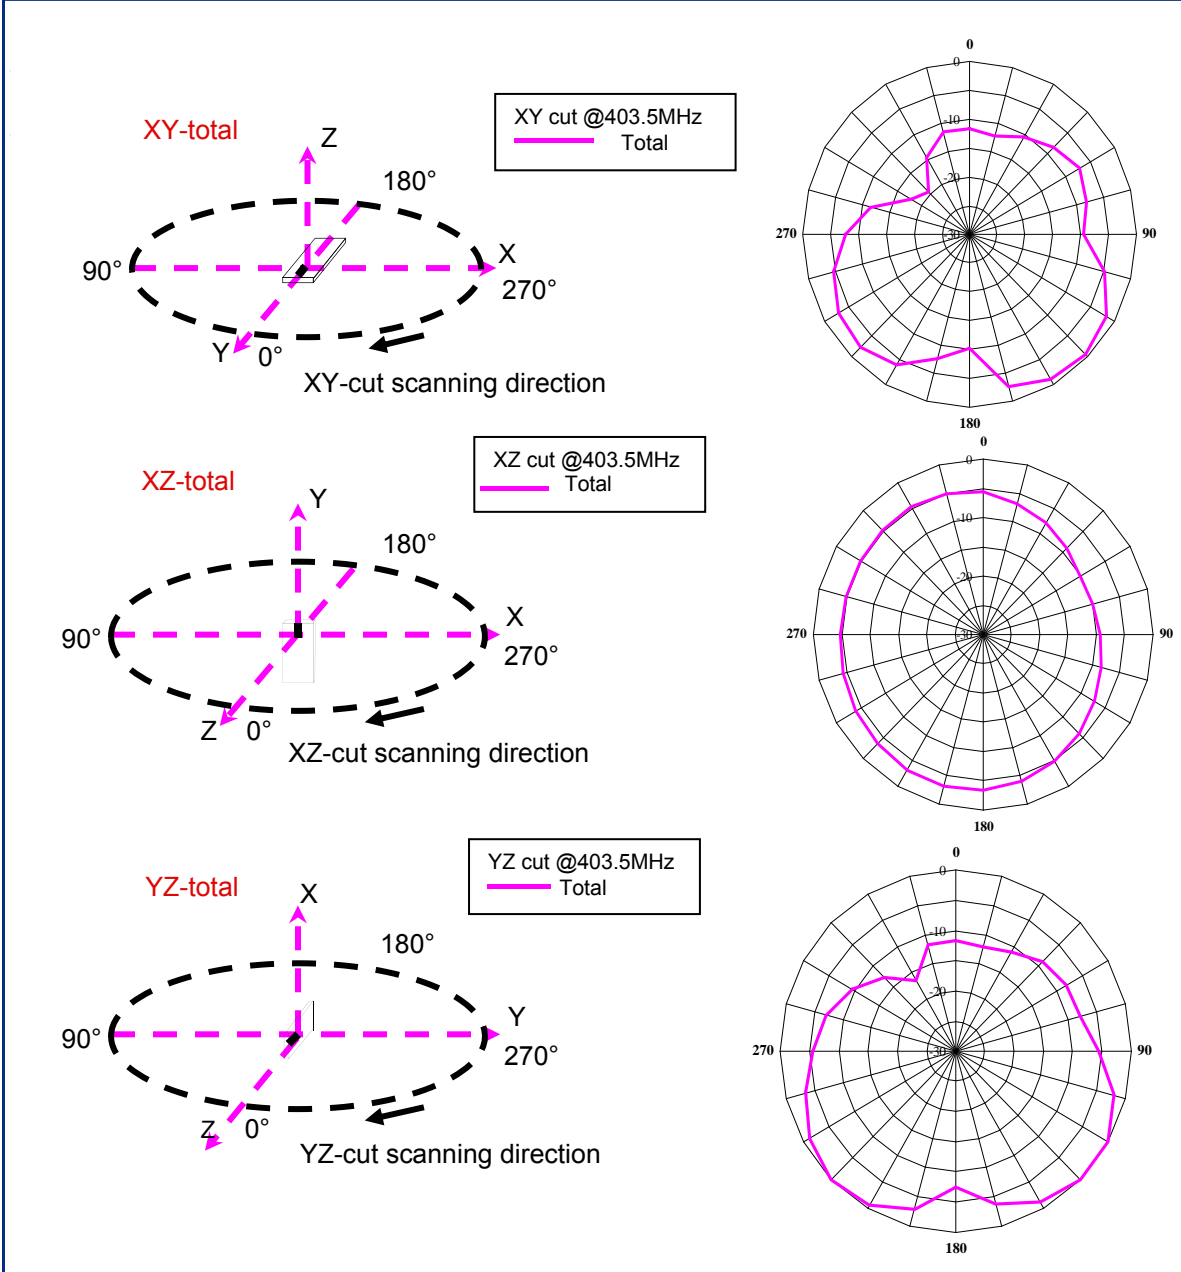 XY-total
Z
180°
90°
X
270°
Y
0°
XY-cut scanning direction
XY cut @403.5MHz
Total
0
0
-10
-20
-30
270
90
180
XZ-total
Y
180°
90°
X
270°
Z
0°
XZ-cut scanning direction
XZ cut @403.5MHz
Total
0
0
-10
-20
-30
270
90
180
YZ-total
X
180°
90°
Y
270°
Z
0°
YZ-cut scanning direction
YZ cut @403.5MHz
Total
0
0
-10
-20
-30
270
90
180